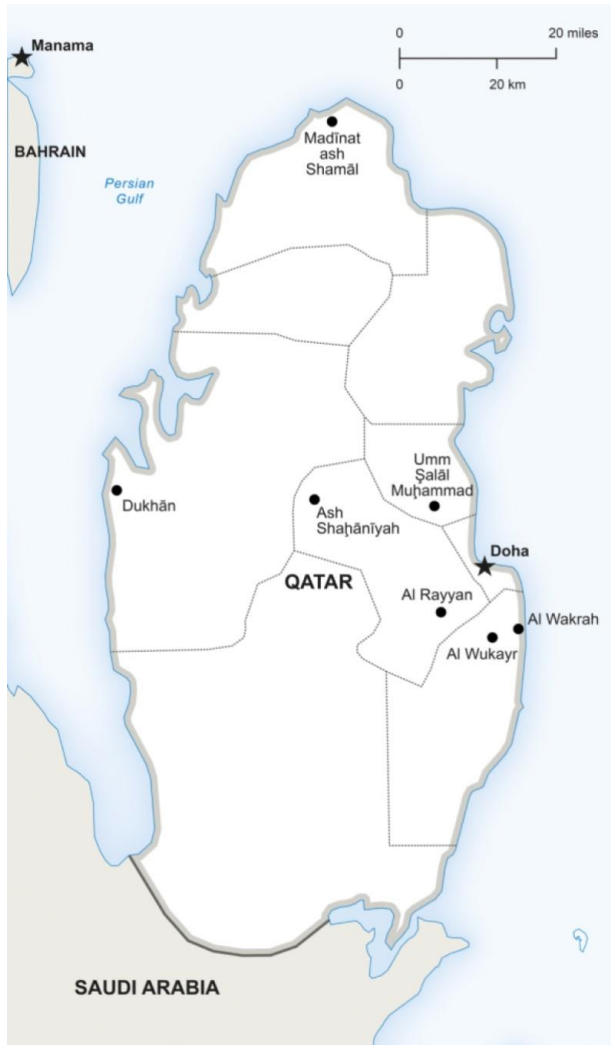 Manama
0
20 miles
0
20 km
BAHRAIN
Persian
Gulf
Madīnat
ash
Shamāl
Umm
Şalāl
Muḩammad
Dukhān
Ash
Shaḩānīyah
Doha
QATAR
Al Rayyan
Al Wakrah
Al Wukayr
SAUDI ARABIA